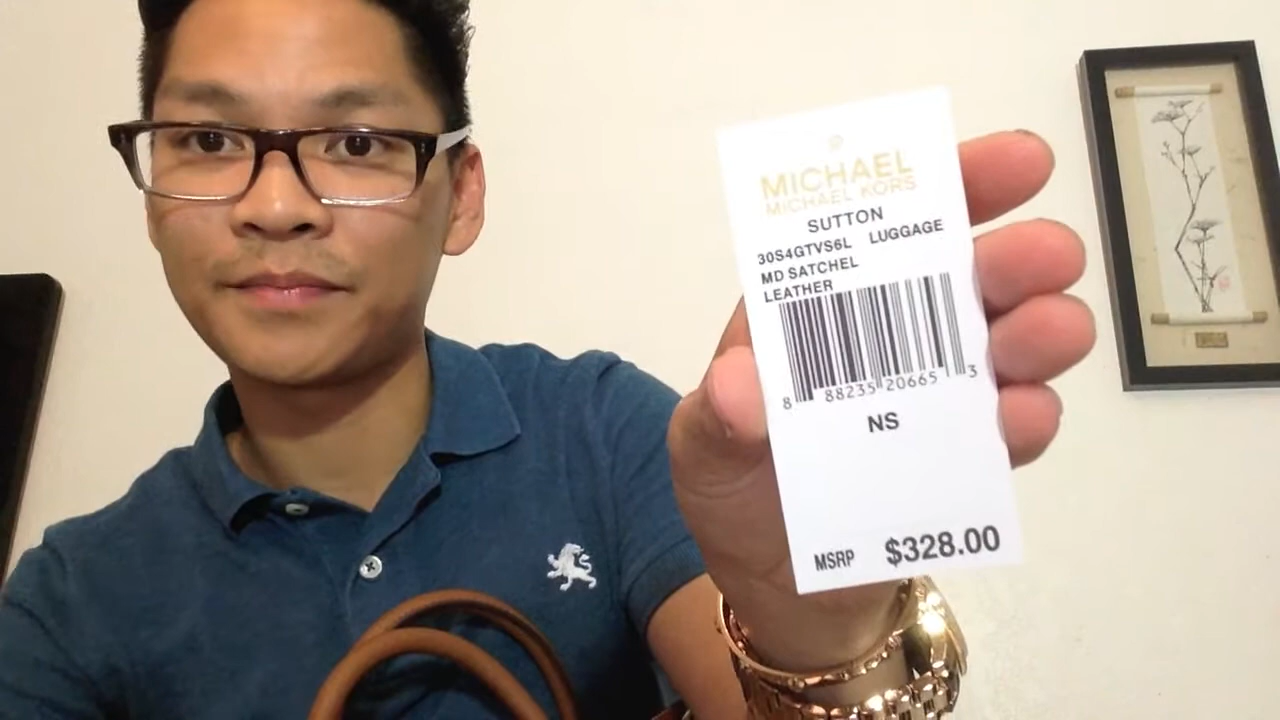 MICHAEL
MICHAEL KORS
SUTTON
30S4GTVS6L LUGGAGE
MD SATCHEL
LEATHER
8 88235 20665 3
NS
MSRP $328.00